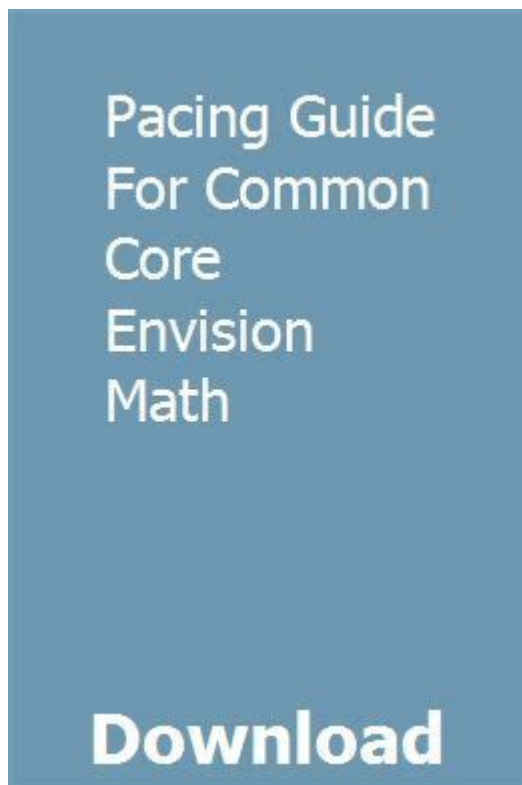 Pacing Guide
For Common
Core
Envision
Math
Download